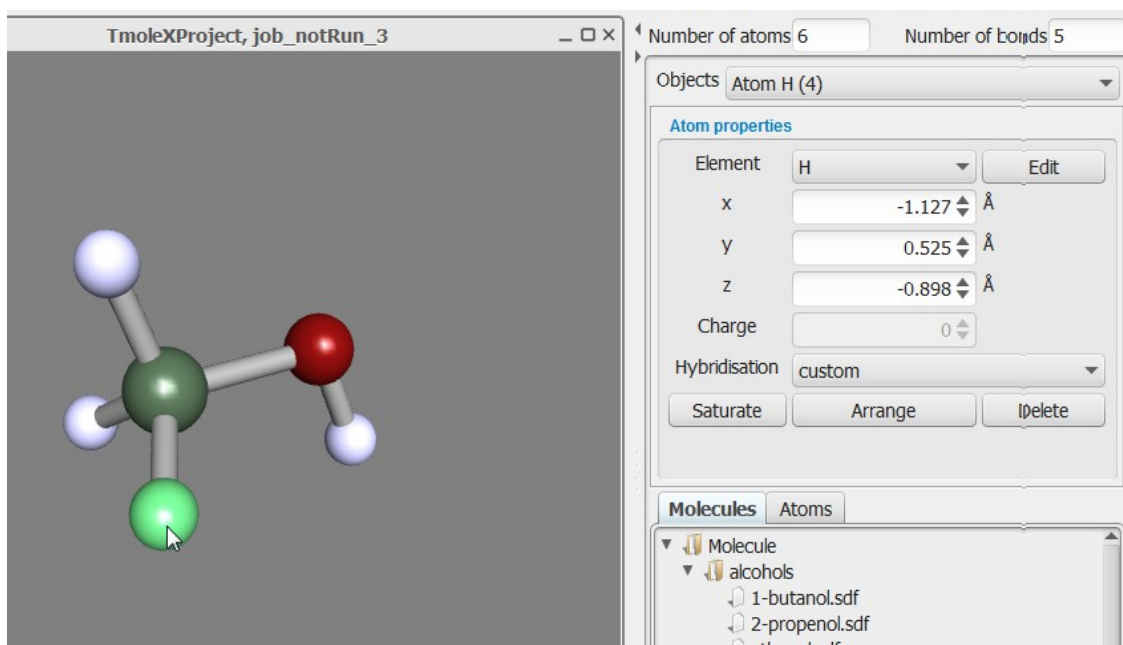 TmoleXProject, job_notRun_3
Number of atoms 6 Number of bonds 5
Objects Atom H (4)
Atom properties
Element H Edit
x -1.127 Å
y 0.525 Å
z -0.898 Å
Charge 0
Hybridisation custom
Saturate Arrange Delete
Molecules Atoms
Molecule
alcohols
1-butanol.sdf
2-propenol.sdf